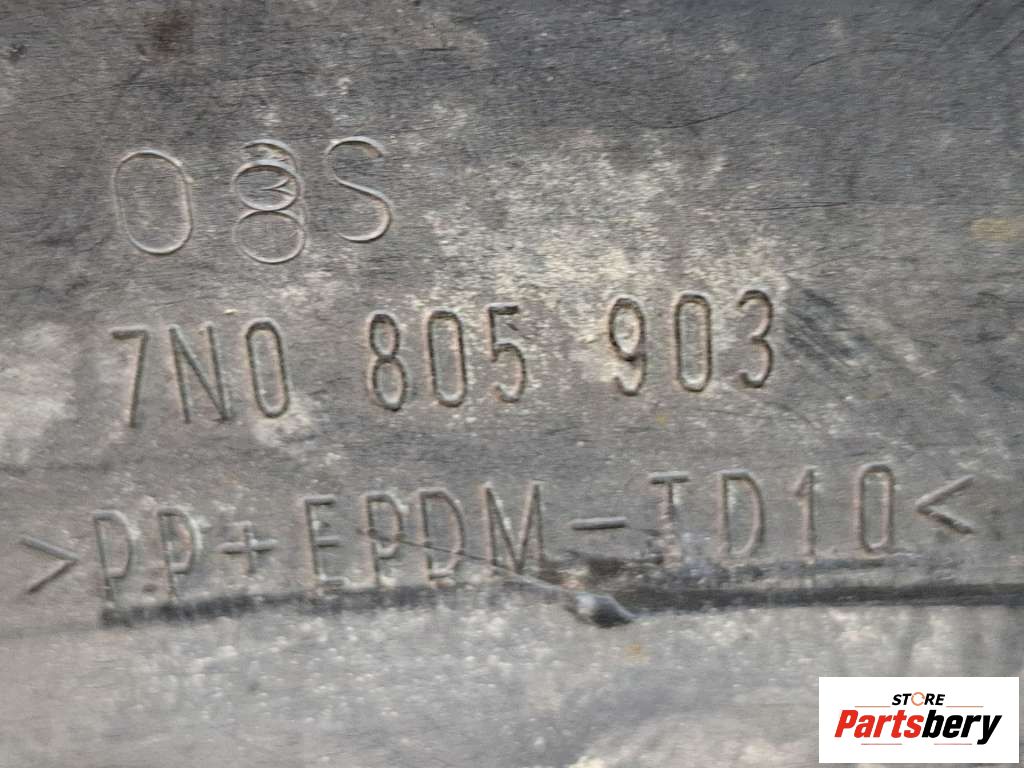 08S
7N0 805 903
>PP+EPDM-TD10<
STORE
Partsbery